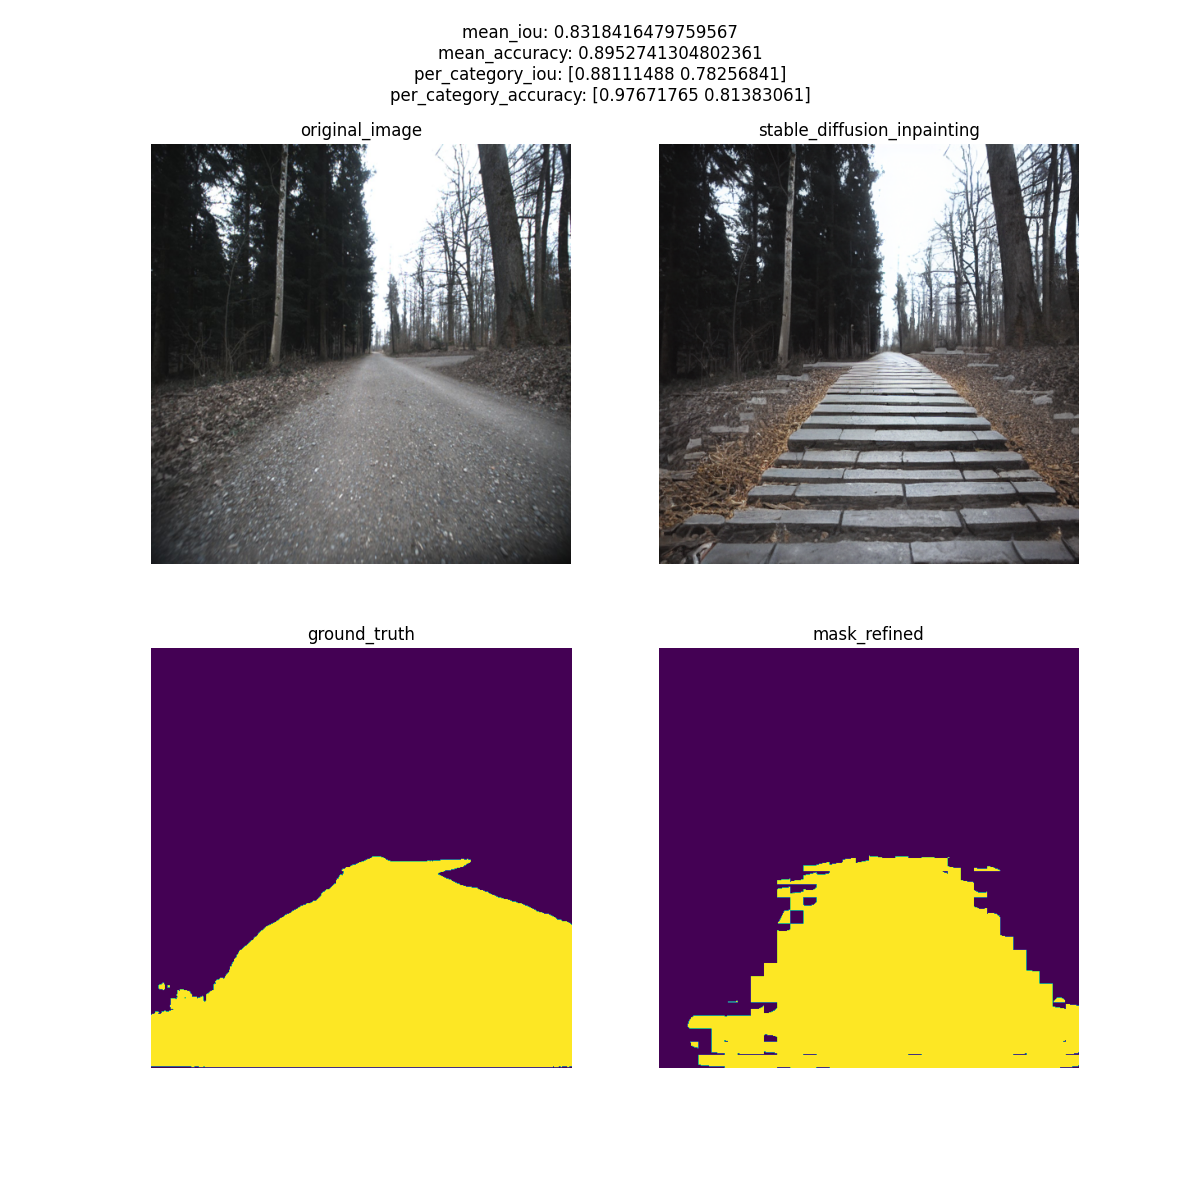 mean_iou: 0.8318416479759567
mean_accuracy: 0.8952741304802361
per_category_iou: [0.88111488 0.78256841]
per_category_accuracy: [0.97671765 0.81383061]
original_image
stable_diffusion_inpainting
ground_truth
mask_refined